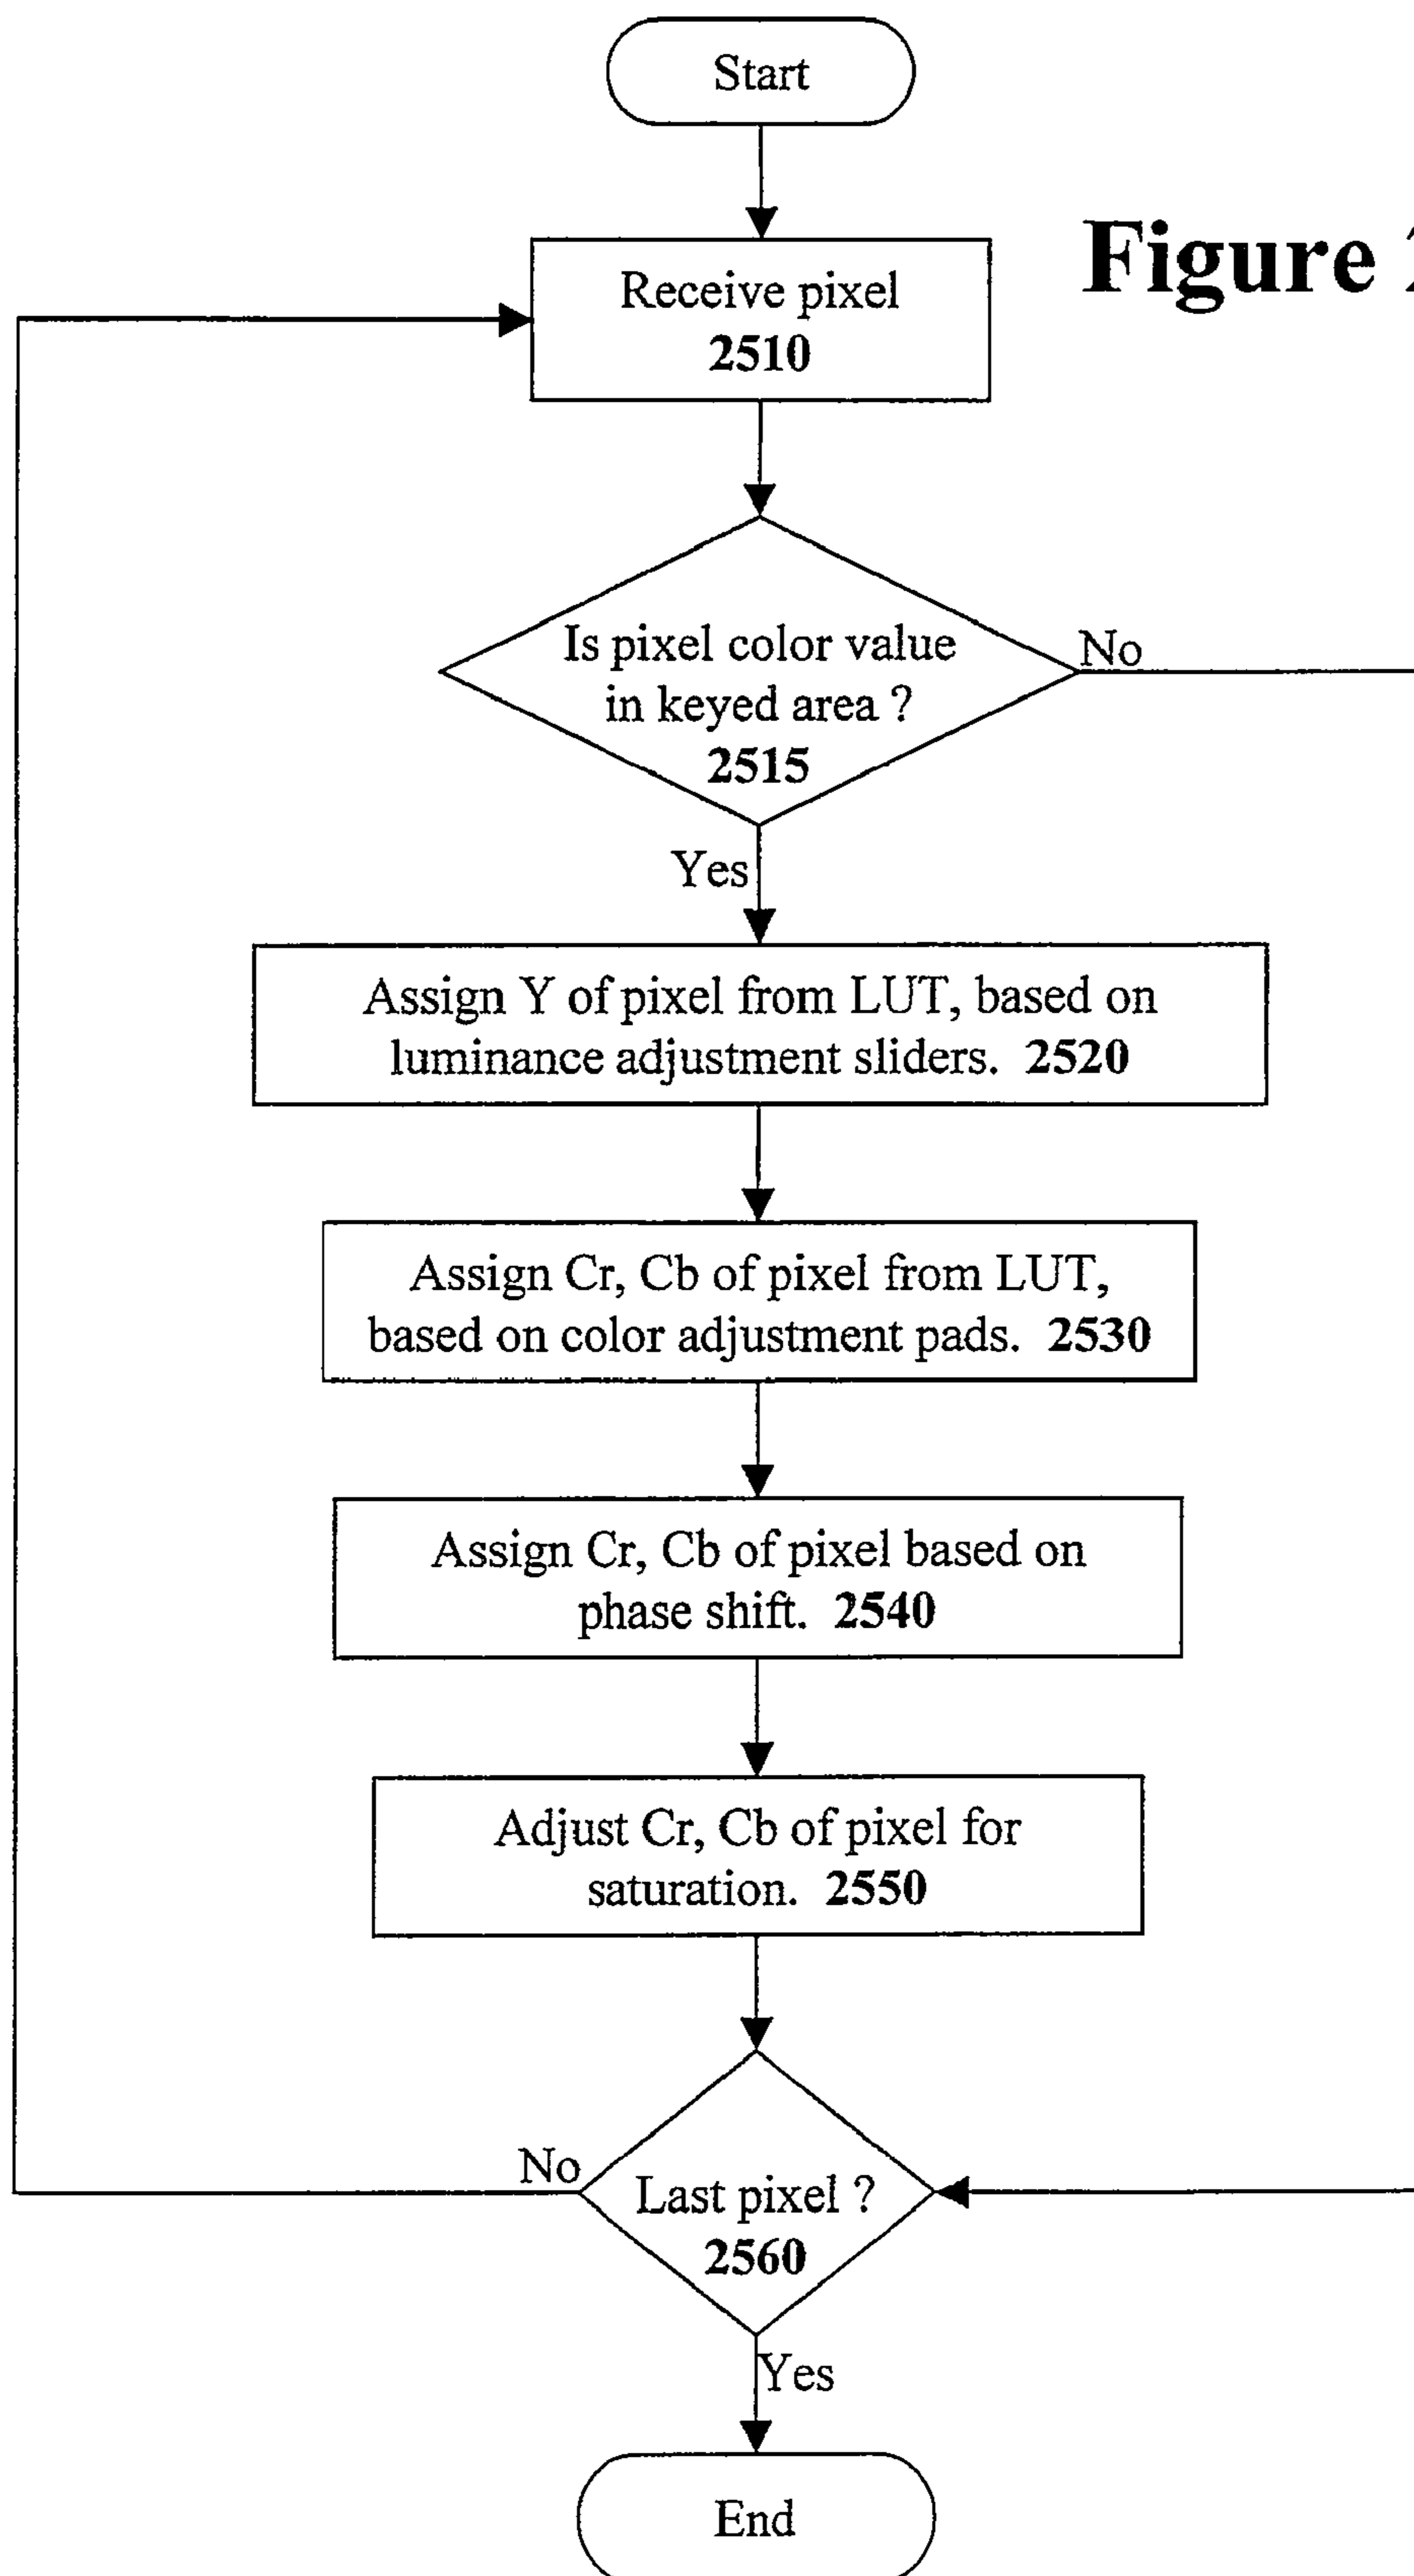 Start
Figure 2
Receive pixel
2510
Is pixel color value
in keyed area ?
2515
No
Yes
Assign Y of pixel from LUT, based on
luminance adjustment sliders. 2520
Assign Cr, Cb of pixel from LUT,
based on color adjustment pads. 2530
Assign Cr, Cb of pixel based on
phase shift. 2540
Adjust Cr, Cb of pixel for
saturation. 2550
No
Last pixel ?
2560
Yes
End